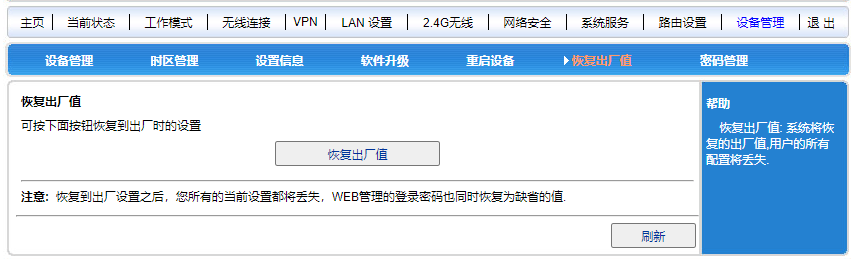 主页 当前状态 工作模式 无线连接 VPN LAN 设置 2.4G无线 网络安全 系统服务 路由设置 设备管理 退 出
设备管理 时区管理 设置信息 软件升级 重启设备 恢复出厂值 密码管理
恢复出厂值
可按下面按钮恢复到出厂时的设置
恢复出厂值
注意: 恢复到出厂设置之后，您所有的当前设置都将丢失，WEB管理的登录密码也同时恢复为缺省的值.
刷新
帮助
恢复出厂值: 系统将恢
复的出厂值,用户的所有
配置将丢失.